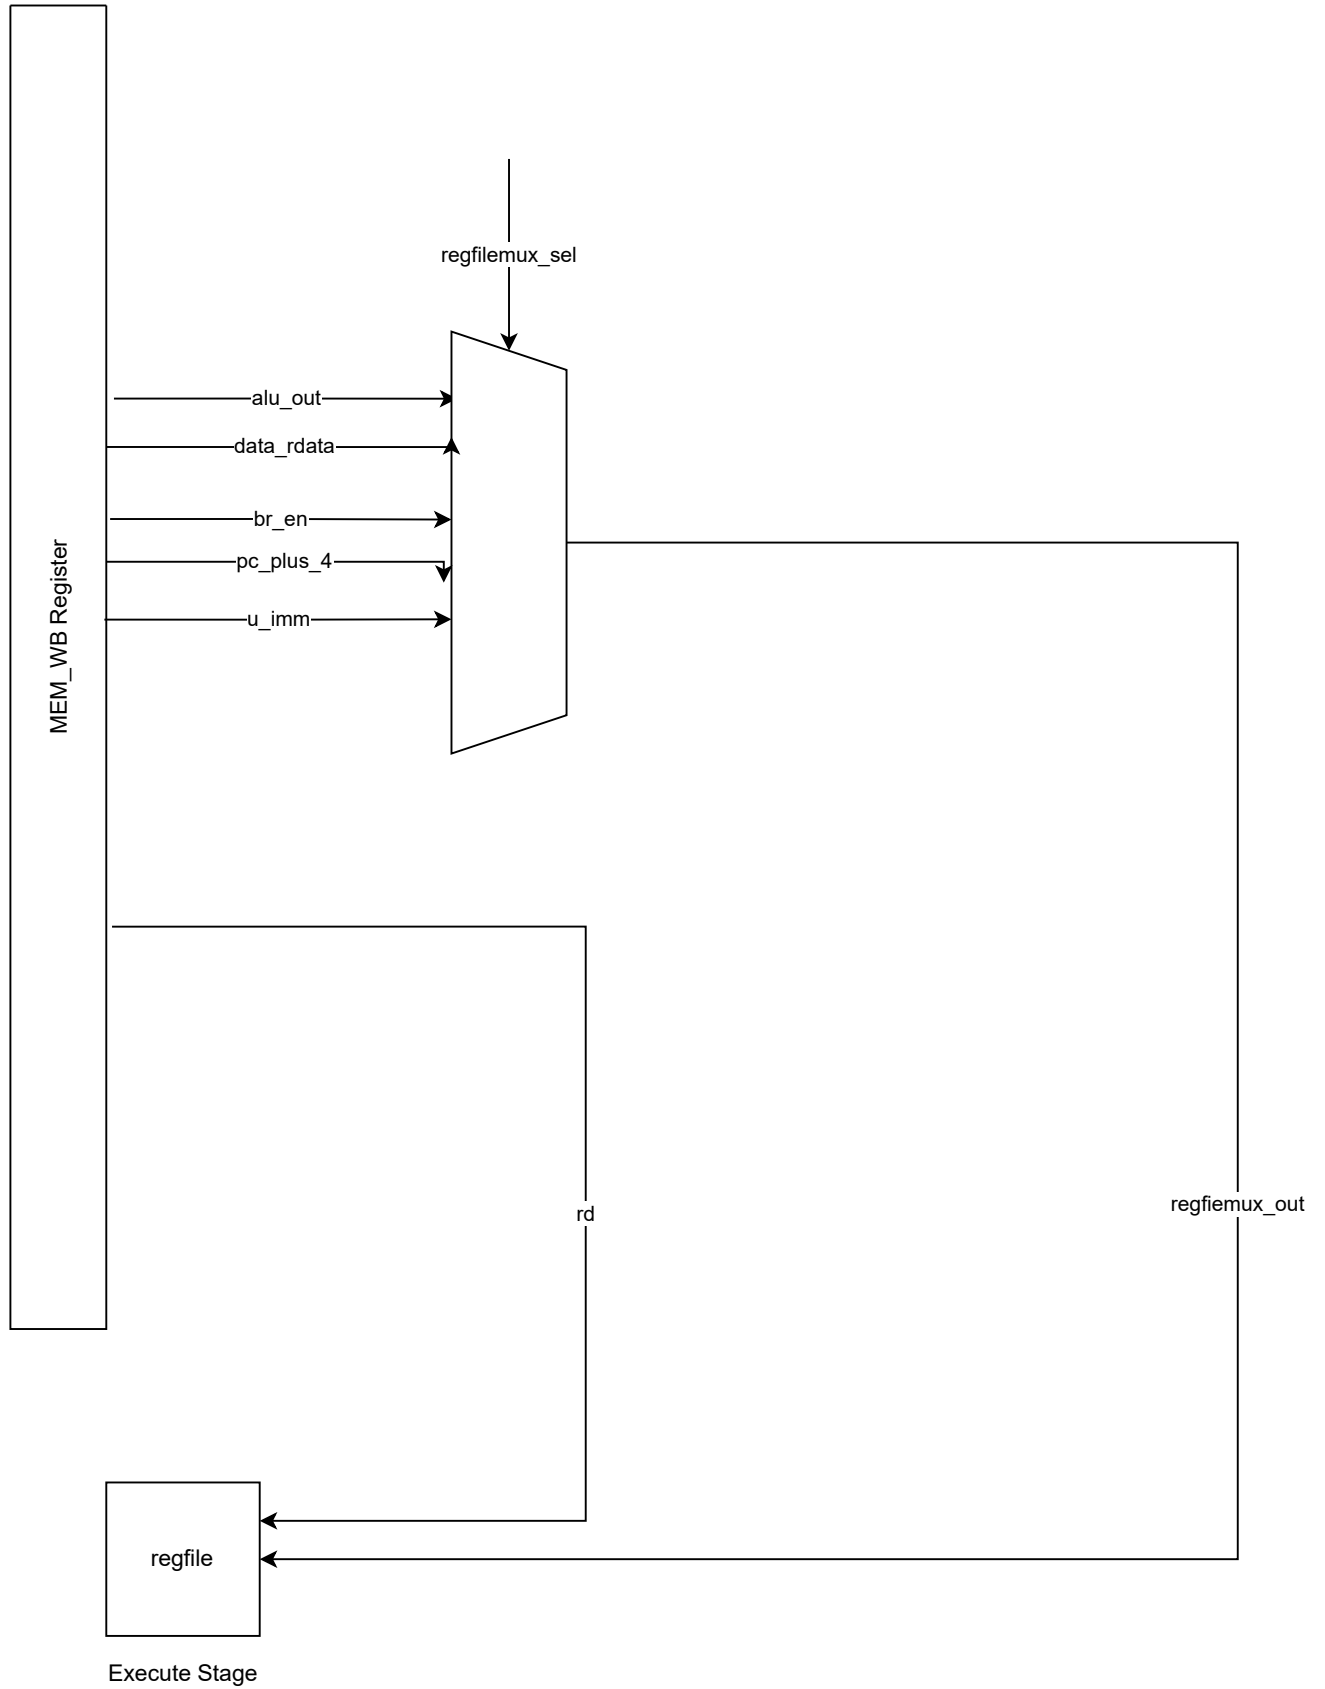 regfilemux_sel
alu_out
data_rdata
br_en
pc_plus_4
u_imm
MEM_WB Register
rd
regfiemux_out
regfile
Execute Stage